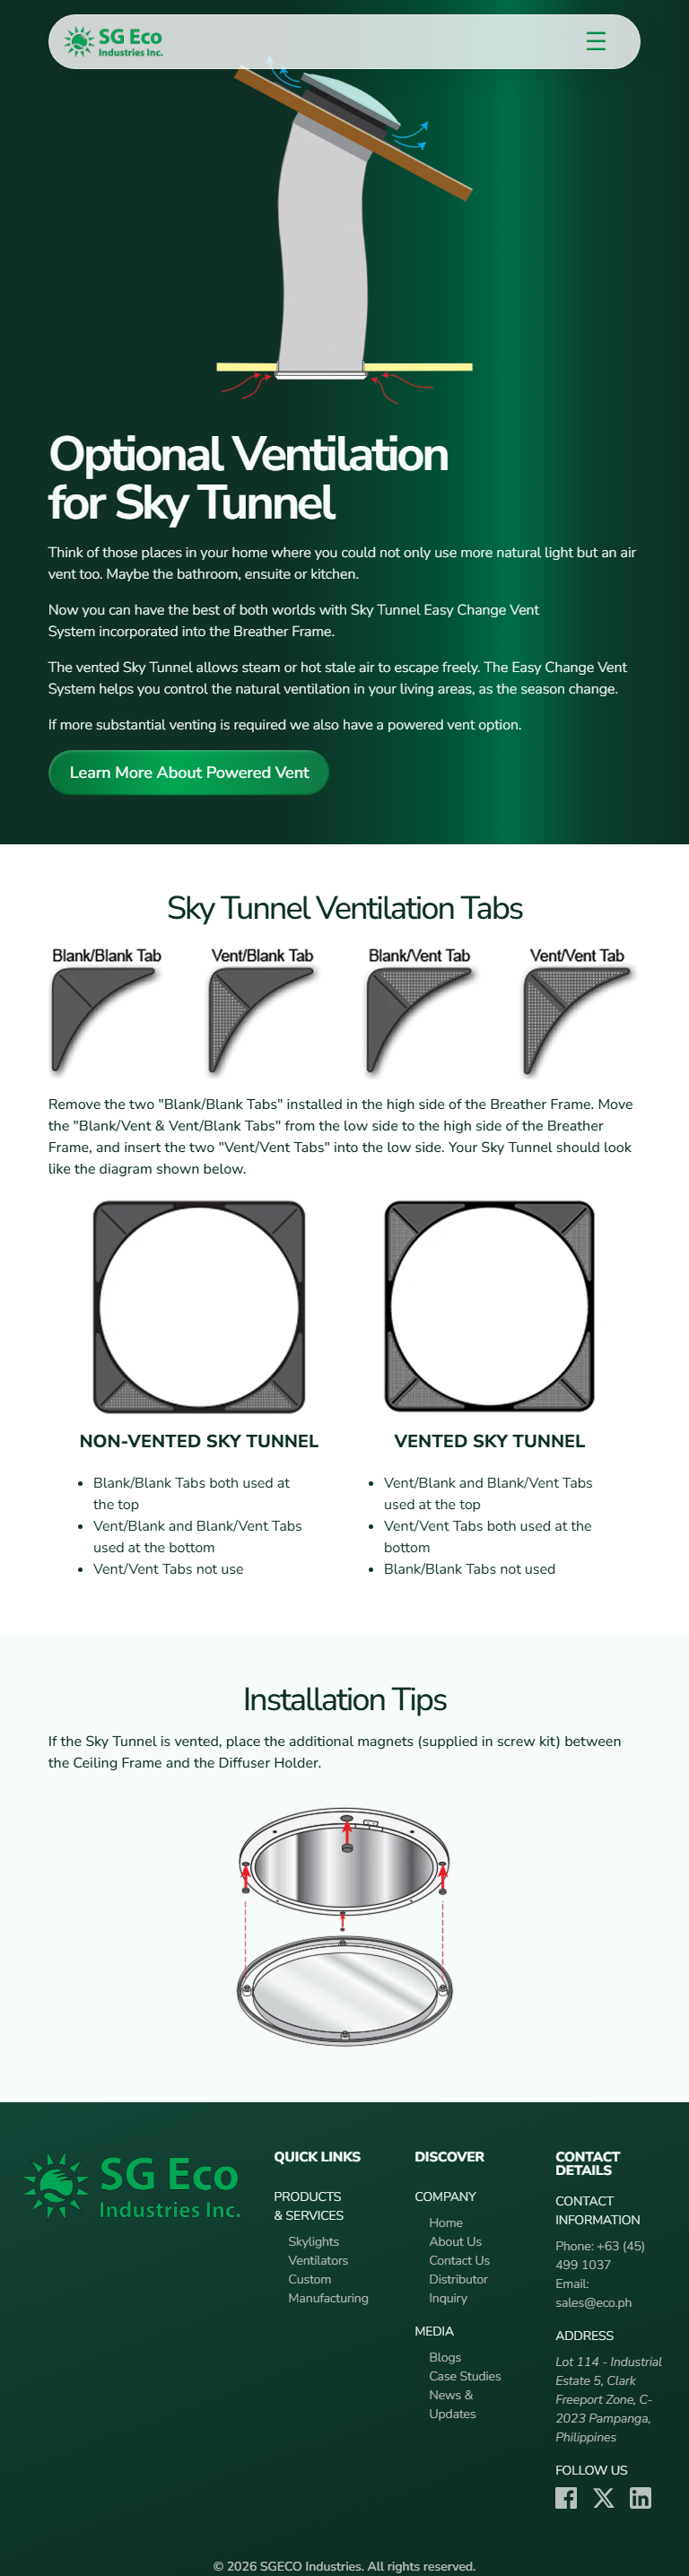 SG Eco
Industries Inc.
Optional Ventilation
for Sky Tunnel
Think of those places in your home where you could not only use more natural light but an air
vent too. Maybe the bathroom, ensuite or kitchen.
Now you can have the best of both worlds with Sky Tunnel Easy Change Vent
System incorporated into the Breather Frame.
The vented Sky Tunnel allows steam or hot stale air to escape freely. The Easy Change Vent
System helps you control the natural ventilation in your living areas, as the season change.
If more substantial venting is required we also have a powered vent option.
Learn More About Powered Vent
Sky Tunnel Ventilation Tabs
Blank/Blank Tab
Vent/Blank Tab
Blank/Vent Tab
Vent/Vent Tab
Remove the two "Blank/Blank Tabs" installed in the high side of the Breather Frame. Move
the "Blank/Vent & Vent/Blank Tabs" from the low side to the high side of the Breather
Frame, and insert the two "Vent/Vent Tabs" into the low side. Your Sky Tunnel should look
like the diagram shown below.
NON-VENTED SKY TUNNEL
• Blank/Blank Tabs both used at
the top
• Vent/Blank and Blank/Vent Tabs
used at the bottom
• Vent/Vent Tabs not use
VENTED SKY TUNNEL
• Vent/Blank and Blank/Vent Tabs
used at the top
• Vent/Vent Tabs both used at the
bottom
• Blank/Blank Tabs not used
Installation Tips
If the Sky Tunnel is vented, place the additional magnets (supplied in screw kit) between
the Ceiling Frame and the Diffuser Holder.
SG Eco
Industries Inc.
QUICK LINKS
PRODUCTS
& SERVICES
Skylights
Ventilators
Custom
Manufacturing
DISCOVER
COMPANY
Home
About Us
Contact Us
Distributor
Inquiry
MEDIA
Blogs
Case Studies
News &
Updates
CONTACT
DETAILS
CONTACT
INFORMATION
Phone: +63 (45)
499 1037
Email:
sales@eco.ph
ADDRESS
Lot 114 - Industrial
Estate 5, Clark
Freeport Zone, C-
2023 Pampanga,
Philippines
FOLLOW US
© 2026 SGECO Industries. All rights reserved.